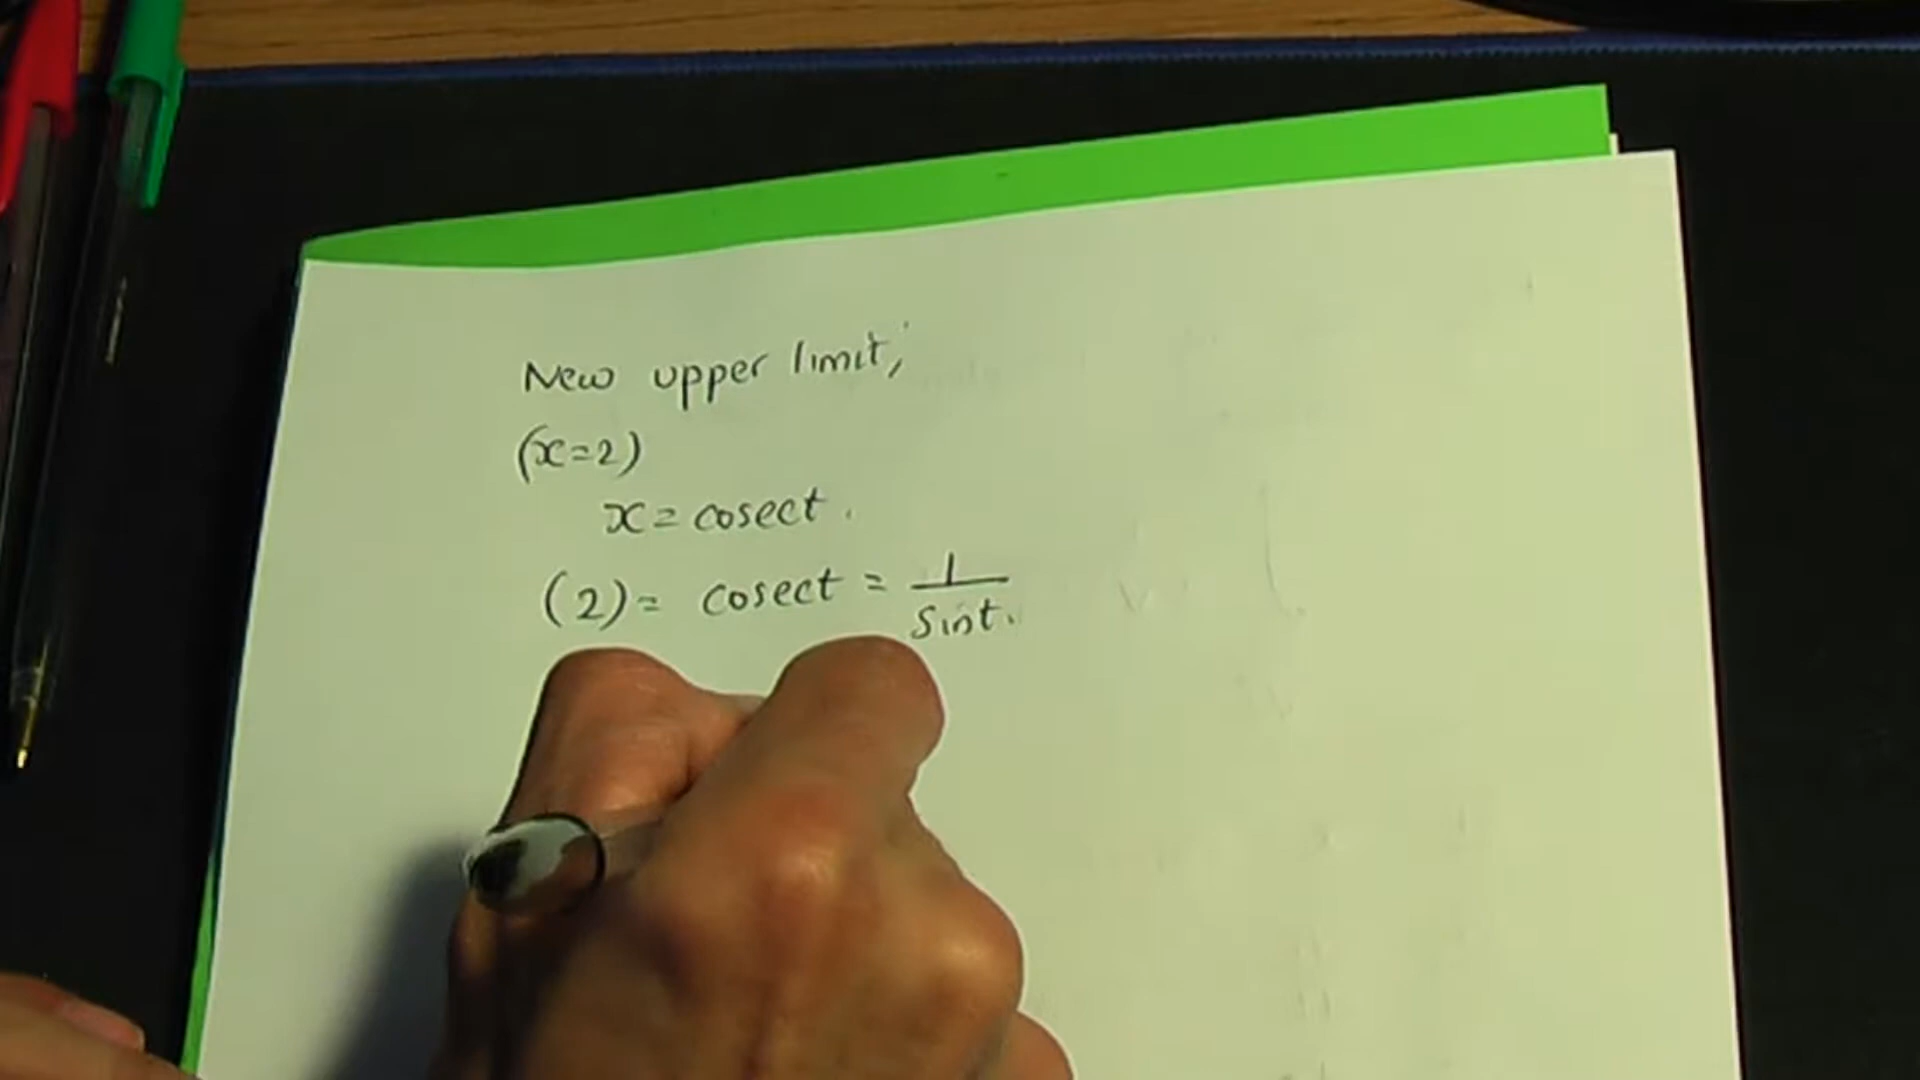 New upper limit,
(x=2)
x = cosect.
(2) = cosect = 1/sint.